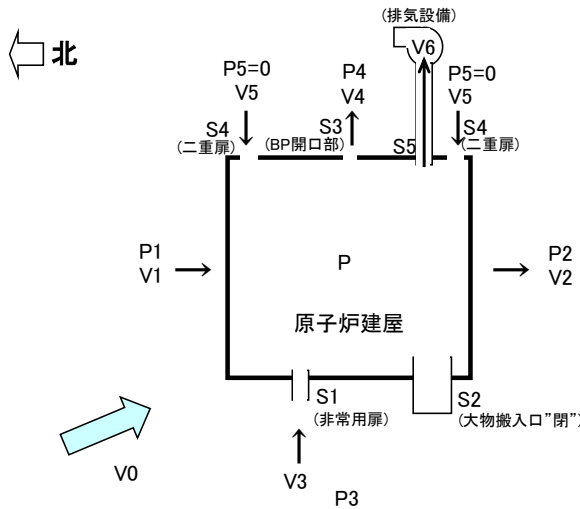 (排気設備)
北
V6
P5=0
V5
P4
V4
P5=0
V5
S4
(二重扉)
S3
(BP開口部)
S5
S4
(二重扉)
P1
V1
P
P2
V2
原子炉建屋
S1
(非常用扉)
S2
(大物搬入口”閉”)
V0
V3
P3